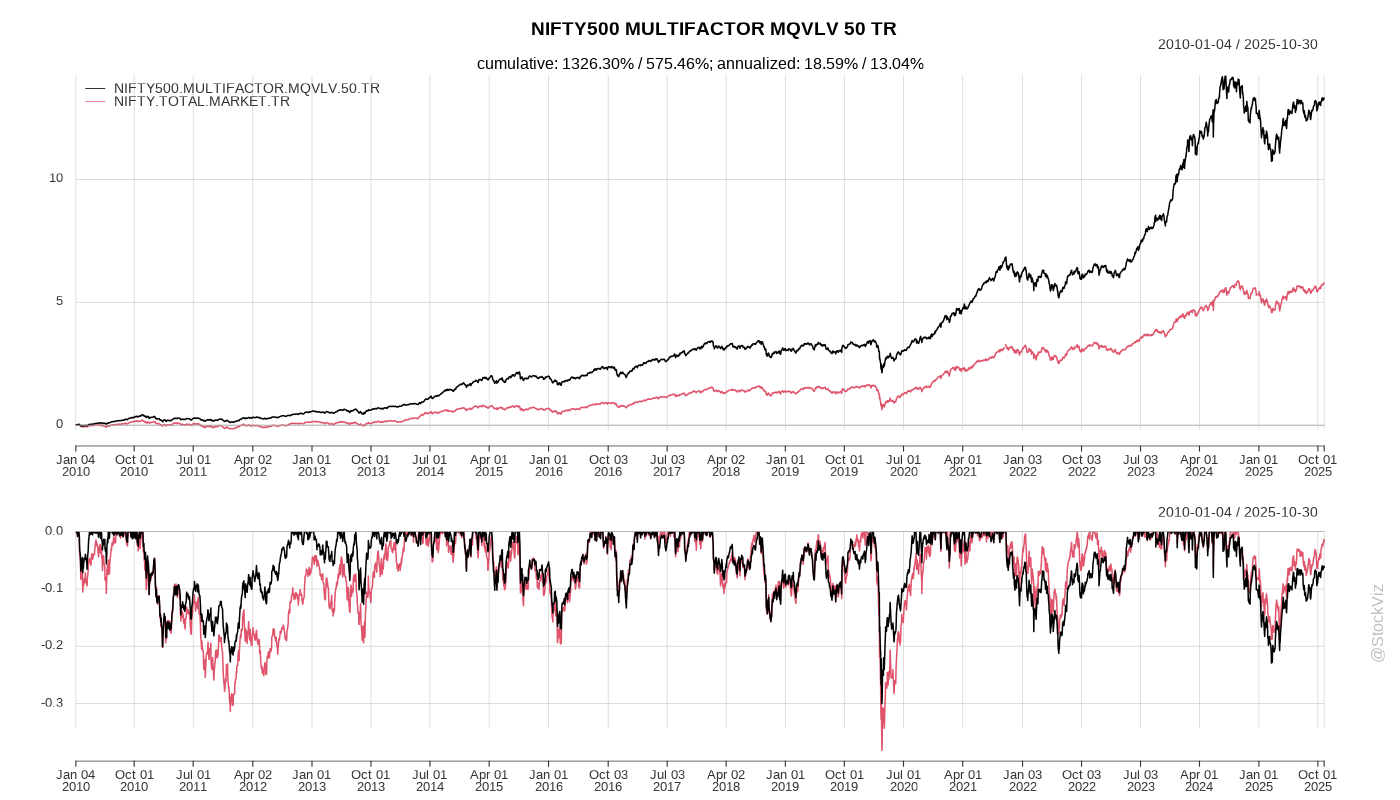 NIFTY500 MULTIFACTOR MQVLV 50 TR
2010-01-04 / 2025-10-30
cumulative: 1326.30% / 575.46%; annualized: 18.59% / 13.04%
NIFTY500.MULTIFACTOR.MQVLV.50.TR
NIFTY.TOTAL.MARKET.TR
10
5
0
Jan 04 Oct 01 Jul 01 Apr 02 Jan 01 Oct 01 Jul 01 Apr 01 Jan 01 Oct 03 Jul 03 Apr 02 Jan 01 Oct 01 Jul 01 Apr 01 Jan 03 Oct 03 Jul 03 Apr 01 Jan 01 Oct 01
2010 2010 2011 2012 2013 2013 2014 2015 2016 2016 2017 2018 2019 2019 2020 2021 2022 2022 2023 2024 2025 2025
2010-01-04 / 2025-10-30
0.0
-0.1
-0.2
-0.3
Jan 04 Oct 01 Jul 01 Apr 02 Jan 01 Oct 01 Jul 01 Apr 01 Jan 01 Oct 03 Jul 03 Apr 02 Jan 01 Oct 01 Jul 01 Apr 01 Jan 03 Oct 03 Jul 03 Apr 01 Jan 01 Oct 01
2010 2010 2011 2012 2013 2013 2014 2015 2016 2016 2017 2018 2019 2019 2020 2021 2022 2022 2023 2024 2025 2025
@StockViz